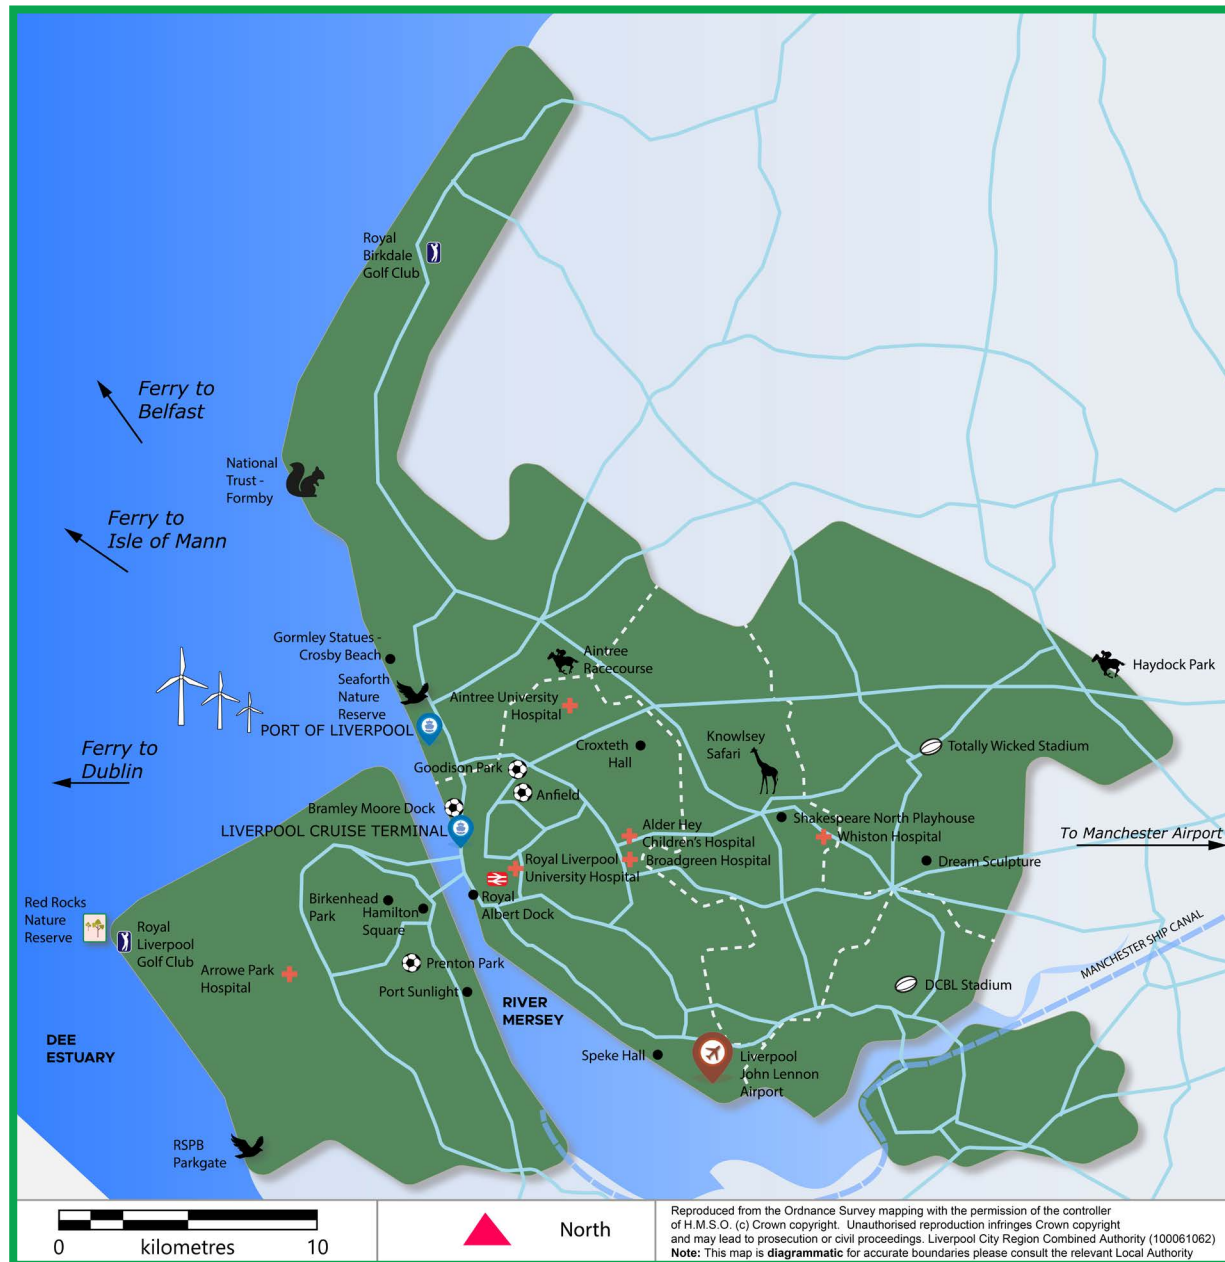 Royal
Birkdale
Golf Club
Ferry to
Belfast
National
Trust -
Formby
Ferry to
Isle of Mann
Gormley Statues -
Crosby Beach
Aintree
Racecourse
Haydock Park
Seaforth
Nature
Reserve
Aintree University
Hospital
PORT OF LIVERPOOL
Croxteth
Hall
Knowlsey
Safari
Totally Wicked Stadium
Ferry to
Dublin
Goodison Park
Anfield
Bramley Moore Dock
LIVERPOOL CRUISE TERMINAL
Alder Hey
Children's Hospital
Shakespeare North Playhouse
Whiston Hospital
To Manchester Airport
Royal Liverpool
University Hospital
Broadgreen Hospital
Dream Sculpture
Birkenhead
Park
Hamilton
Square
Royal
Albert Dock
Red Rocks
Nature
Reserve
Royal
Liverpool
Golf Club
MANCHESTER SHIP CANAL
Arrowe Park
Hospital
Prenton Park
Port Sunlight
DCBL Stadium
RIVER
MERSEY
DEE
ESTUARY
Speke Hall
Liverpool
John Lennon
Airport
RSPB
Parkgate
0 kilometres 10
North
Reproduced from the Ordnance Survey mapping with the permission of the controller
of H.M.S.O. (c) Crown copyright. Unauthorised reproduction infringes Crown copyright
and may lead to prosecution or civil proceedings. Liverpool City Region Combined Authority (100061062)
Note: This map is diagrammatic for accurate boundaries please consult the relevant Local Authority